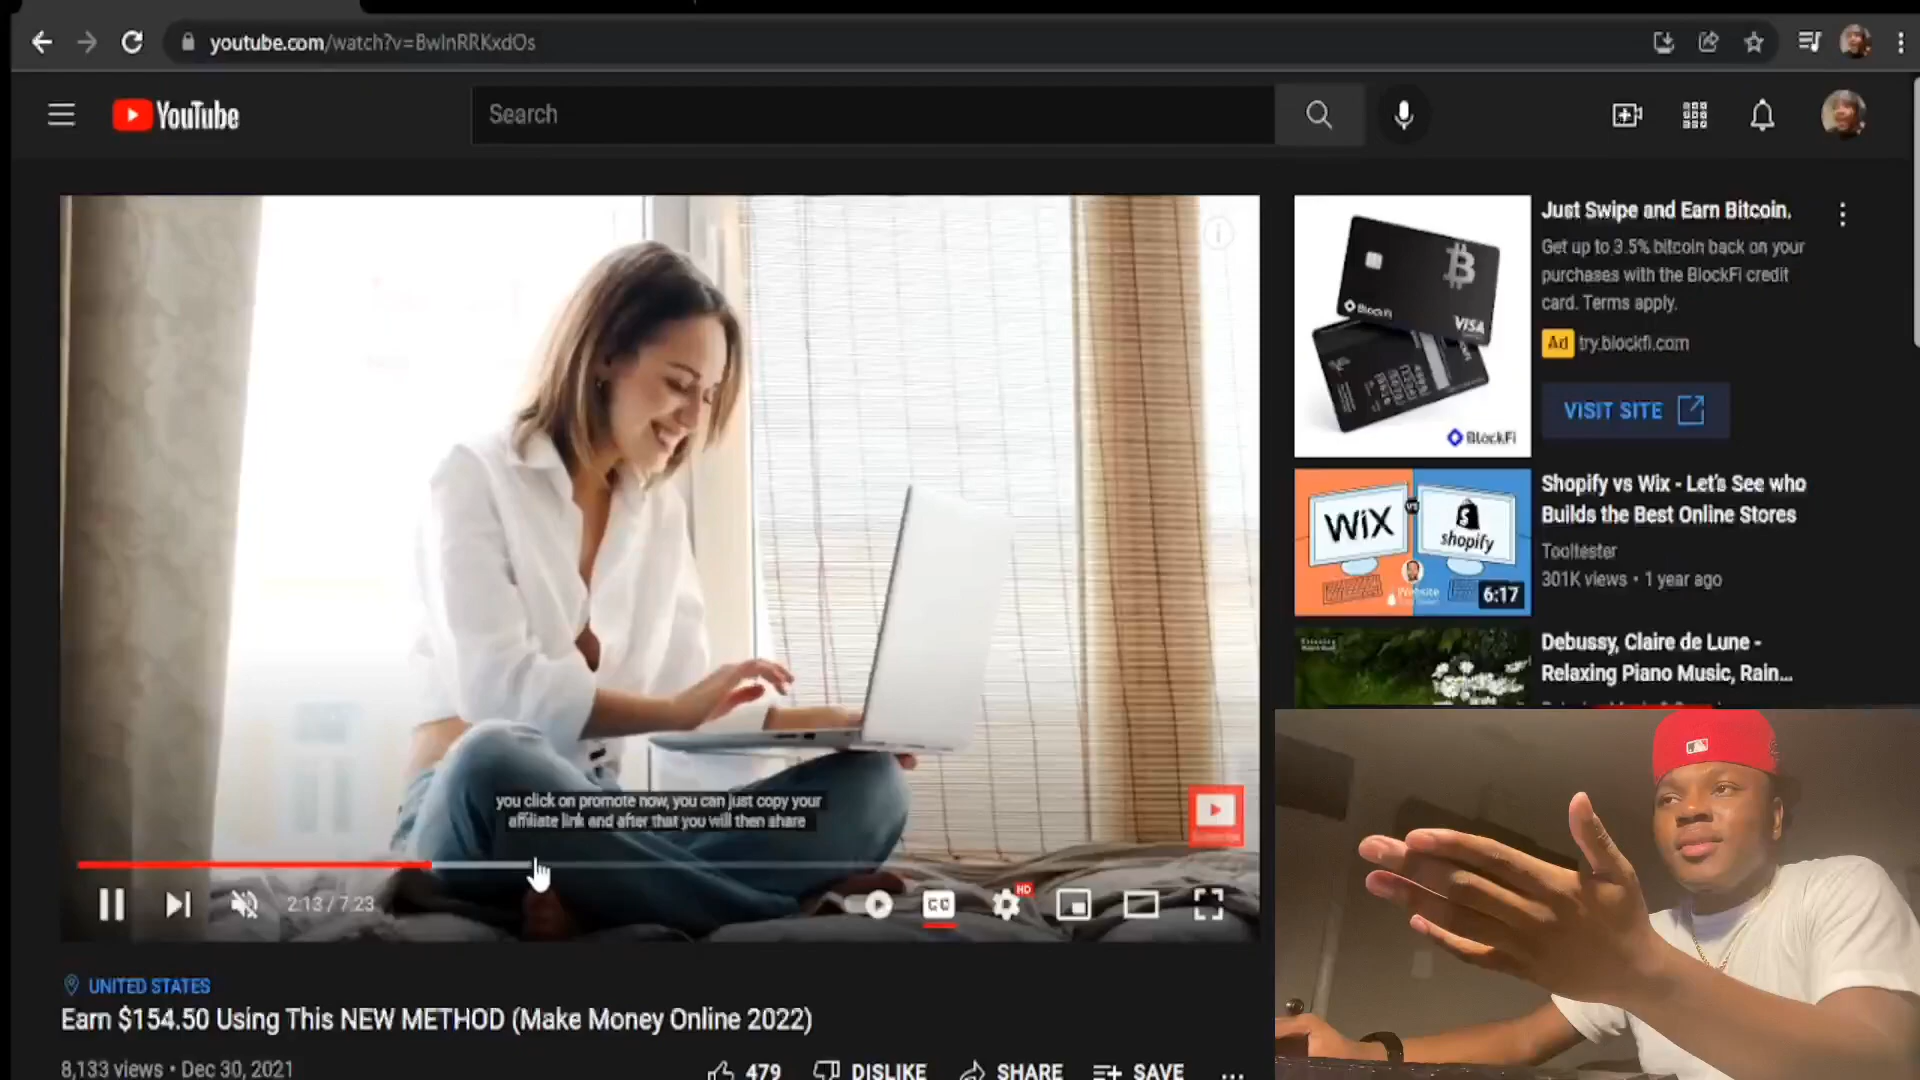 youtube.com/watch?v=BwlnRRKxdOs
YouTube
Search
you click on promote now, you can just copy your
affiliate link and after that you will then share
2:13 / 7:23
CC
HD
UNITED STATES
Earn $154.50 Using This NEW METHOD (Make Money Online 2022)
8,133 views • Dec 30, 2021
479
DISLIKE
SHARE
SAVE
BlockFi
VISA
BlockFi
Just Swipe and Earn Bitcoin.
Get up to 3.5% bitcoin back on your
purchases with the BlockFi credit
card. Terms apply.
Ad try.blockfi.com
VISIT SITE
WiX
VS
shopify
6:17
Shopify vs Wix - Let's See who
Builds the Best Online Stores
Tooltester
301K views • 1 year ago
Debussy, Claire de Lune -
Relaxing Piano Music, Rain...